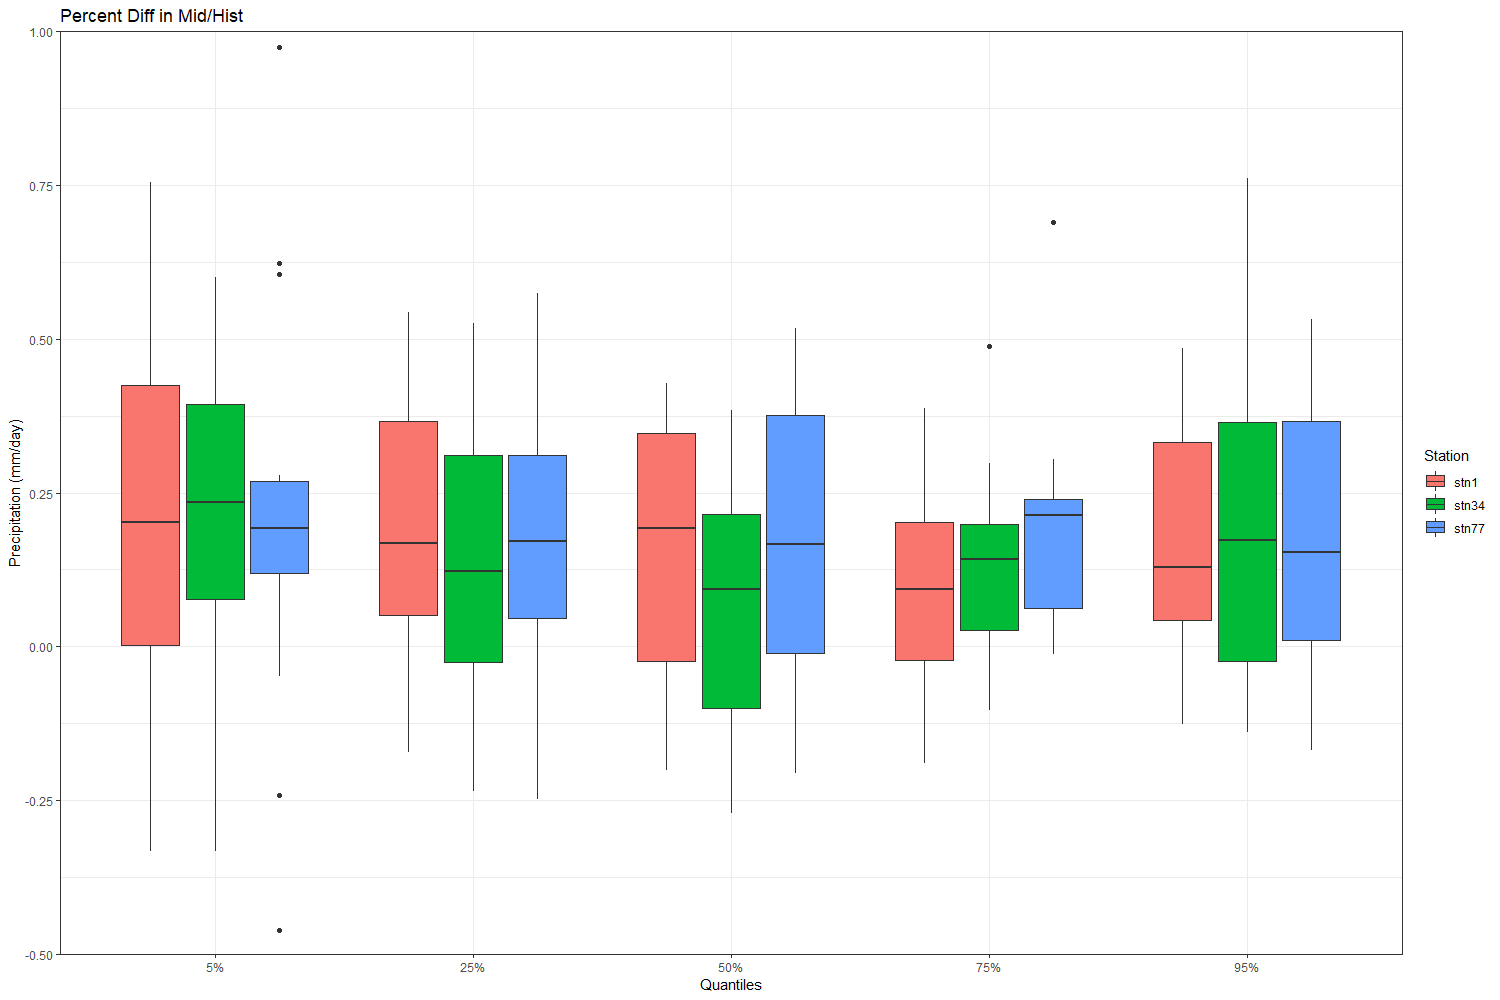 Percent Diff in Mid/Hist
1.00
0.75
0.50
0.25
0.00
-0.25
-0.50
Precipitation (mm/day)
5%
25%
50%
75%
95%
Quantiles
Station
stn1
stn34
stn77